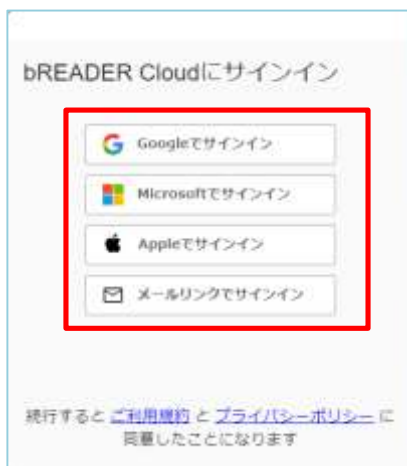 bREADER Cloudにサインイン
Googleでサインイン
Microsoftでサインイン
Appleでサインイン
メールリンクでサインイン
続行すると ご利用規約 と プライバシーポリシー に
同意したことになります